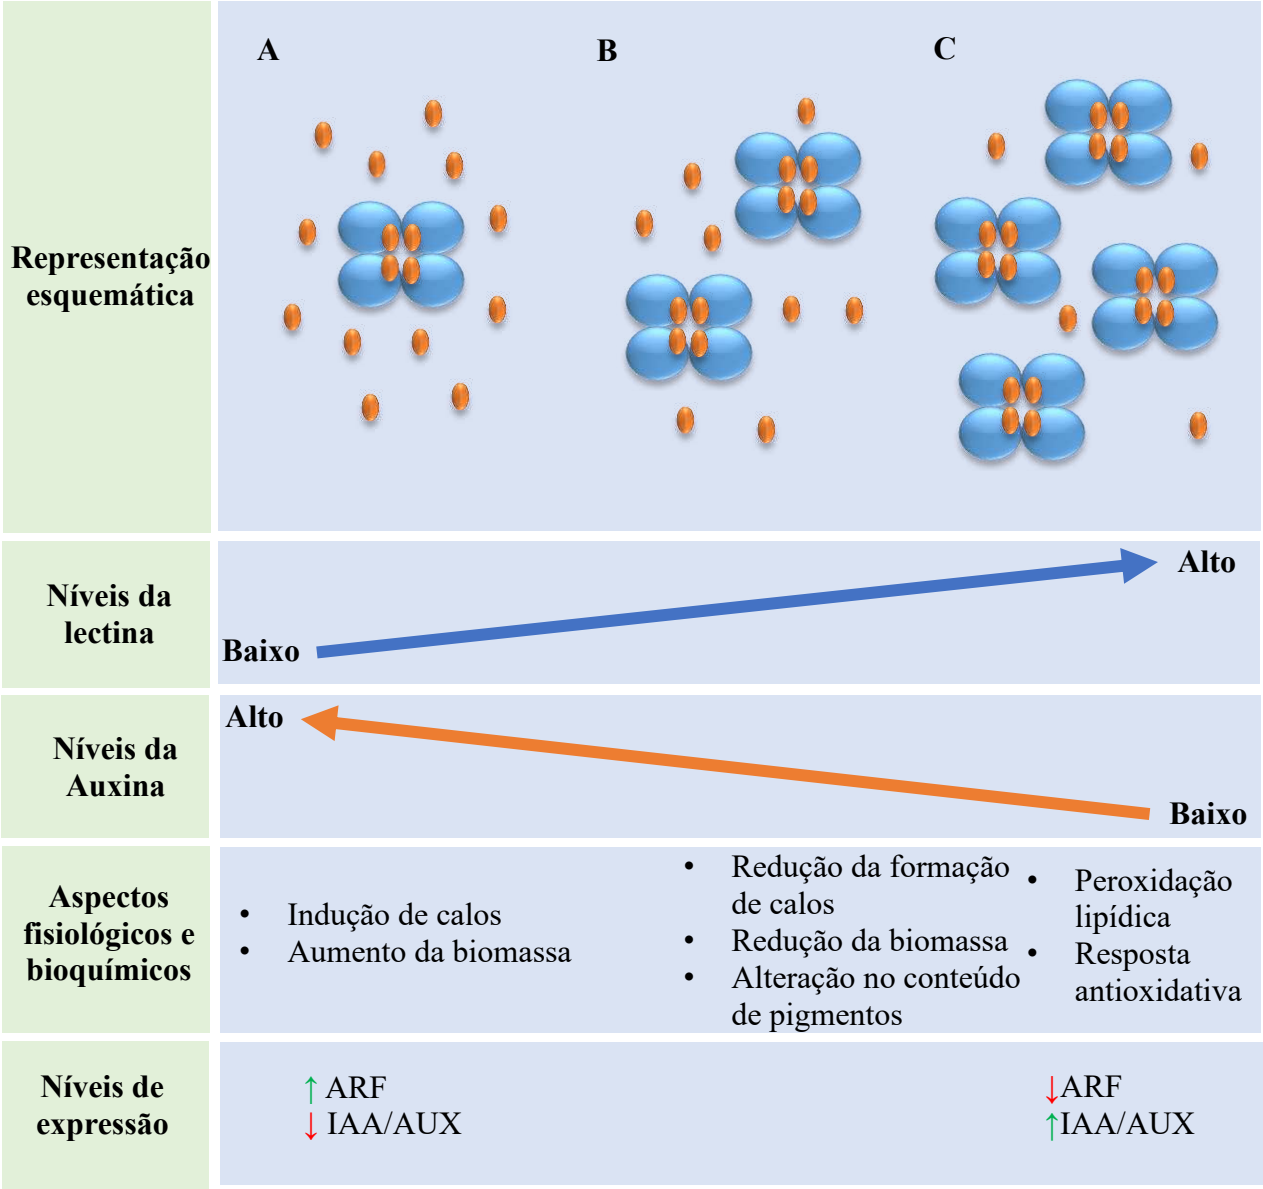 A
B
C
Representação
esquemática
Níveis da
lectina
Baixo
Alto
Níveis da
Auxina
Alto
Baixo
Aspectos
fisiológicos e
bioquímicos
• Indução de calos
• Aumento da biomassa
• Redução da formação
de calos
• Redução da biomassa
• Alteração no conteúdo
de pigmentos
• Peroxidação
lipídica
• Resposta
antioxidativa
Níveis de
expressão
↑ ARF
↓ IAA/AUX
↓ARF
↑IAA/AUX